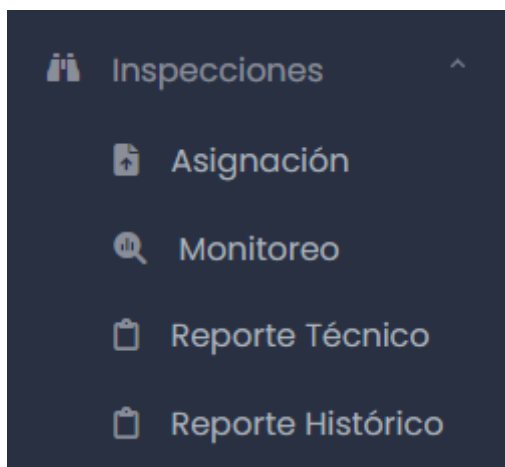 Inspecciones
Asignación
Monitoreo
Reporte Técnico
Reporte Histórico